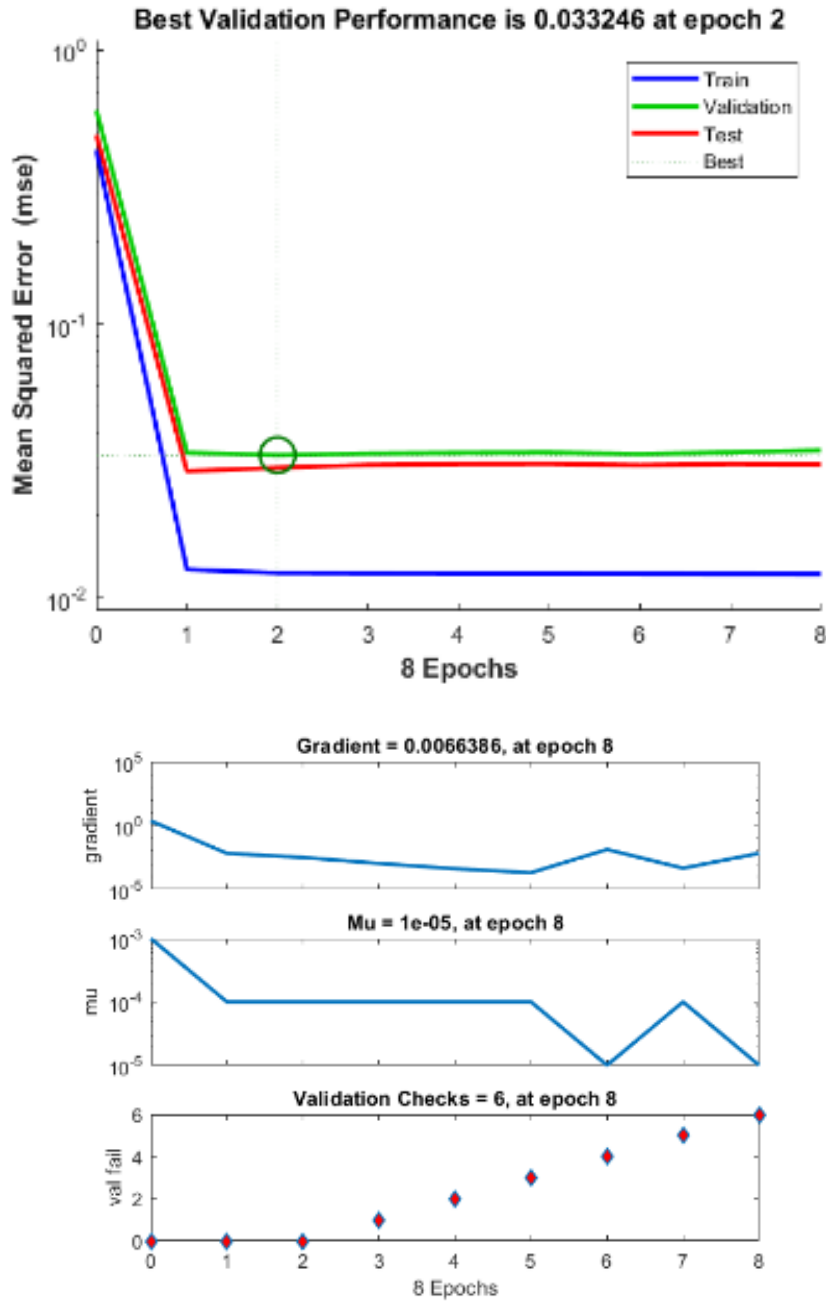 Best Validation Performance is 0.033246 at epoch 2
Mean Squared Error (mse)
10^0
10^-1
10^-2
Train
Validation
Test
Best
0 1 2 3 4 5 6 7 8
8 Epochs
Gradient = 0.0066386, at epoch 8
gradient
10^5
10^0
10^-5
Mu = 1e-05, at epoch 8
mu
10^-3
10^-4
10^-5
Validation Checks = 6, at epoch 8
val fail
6
4
2
0
0 1 2 3 4 5 6 7 8
8 Epochs